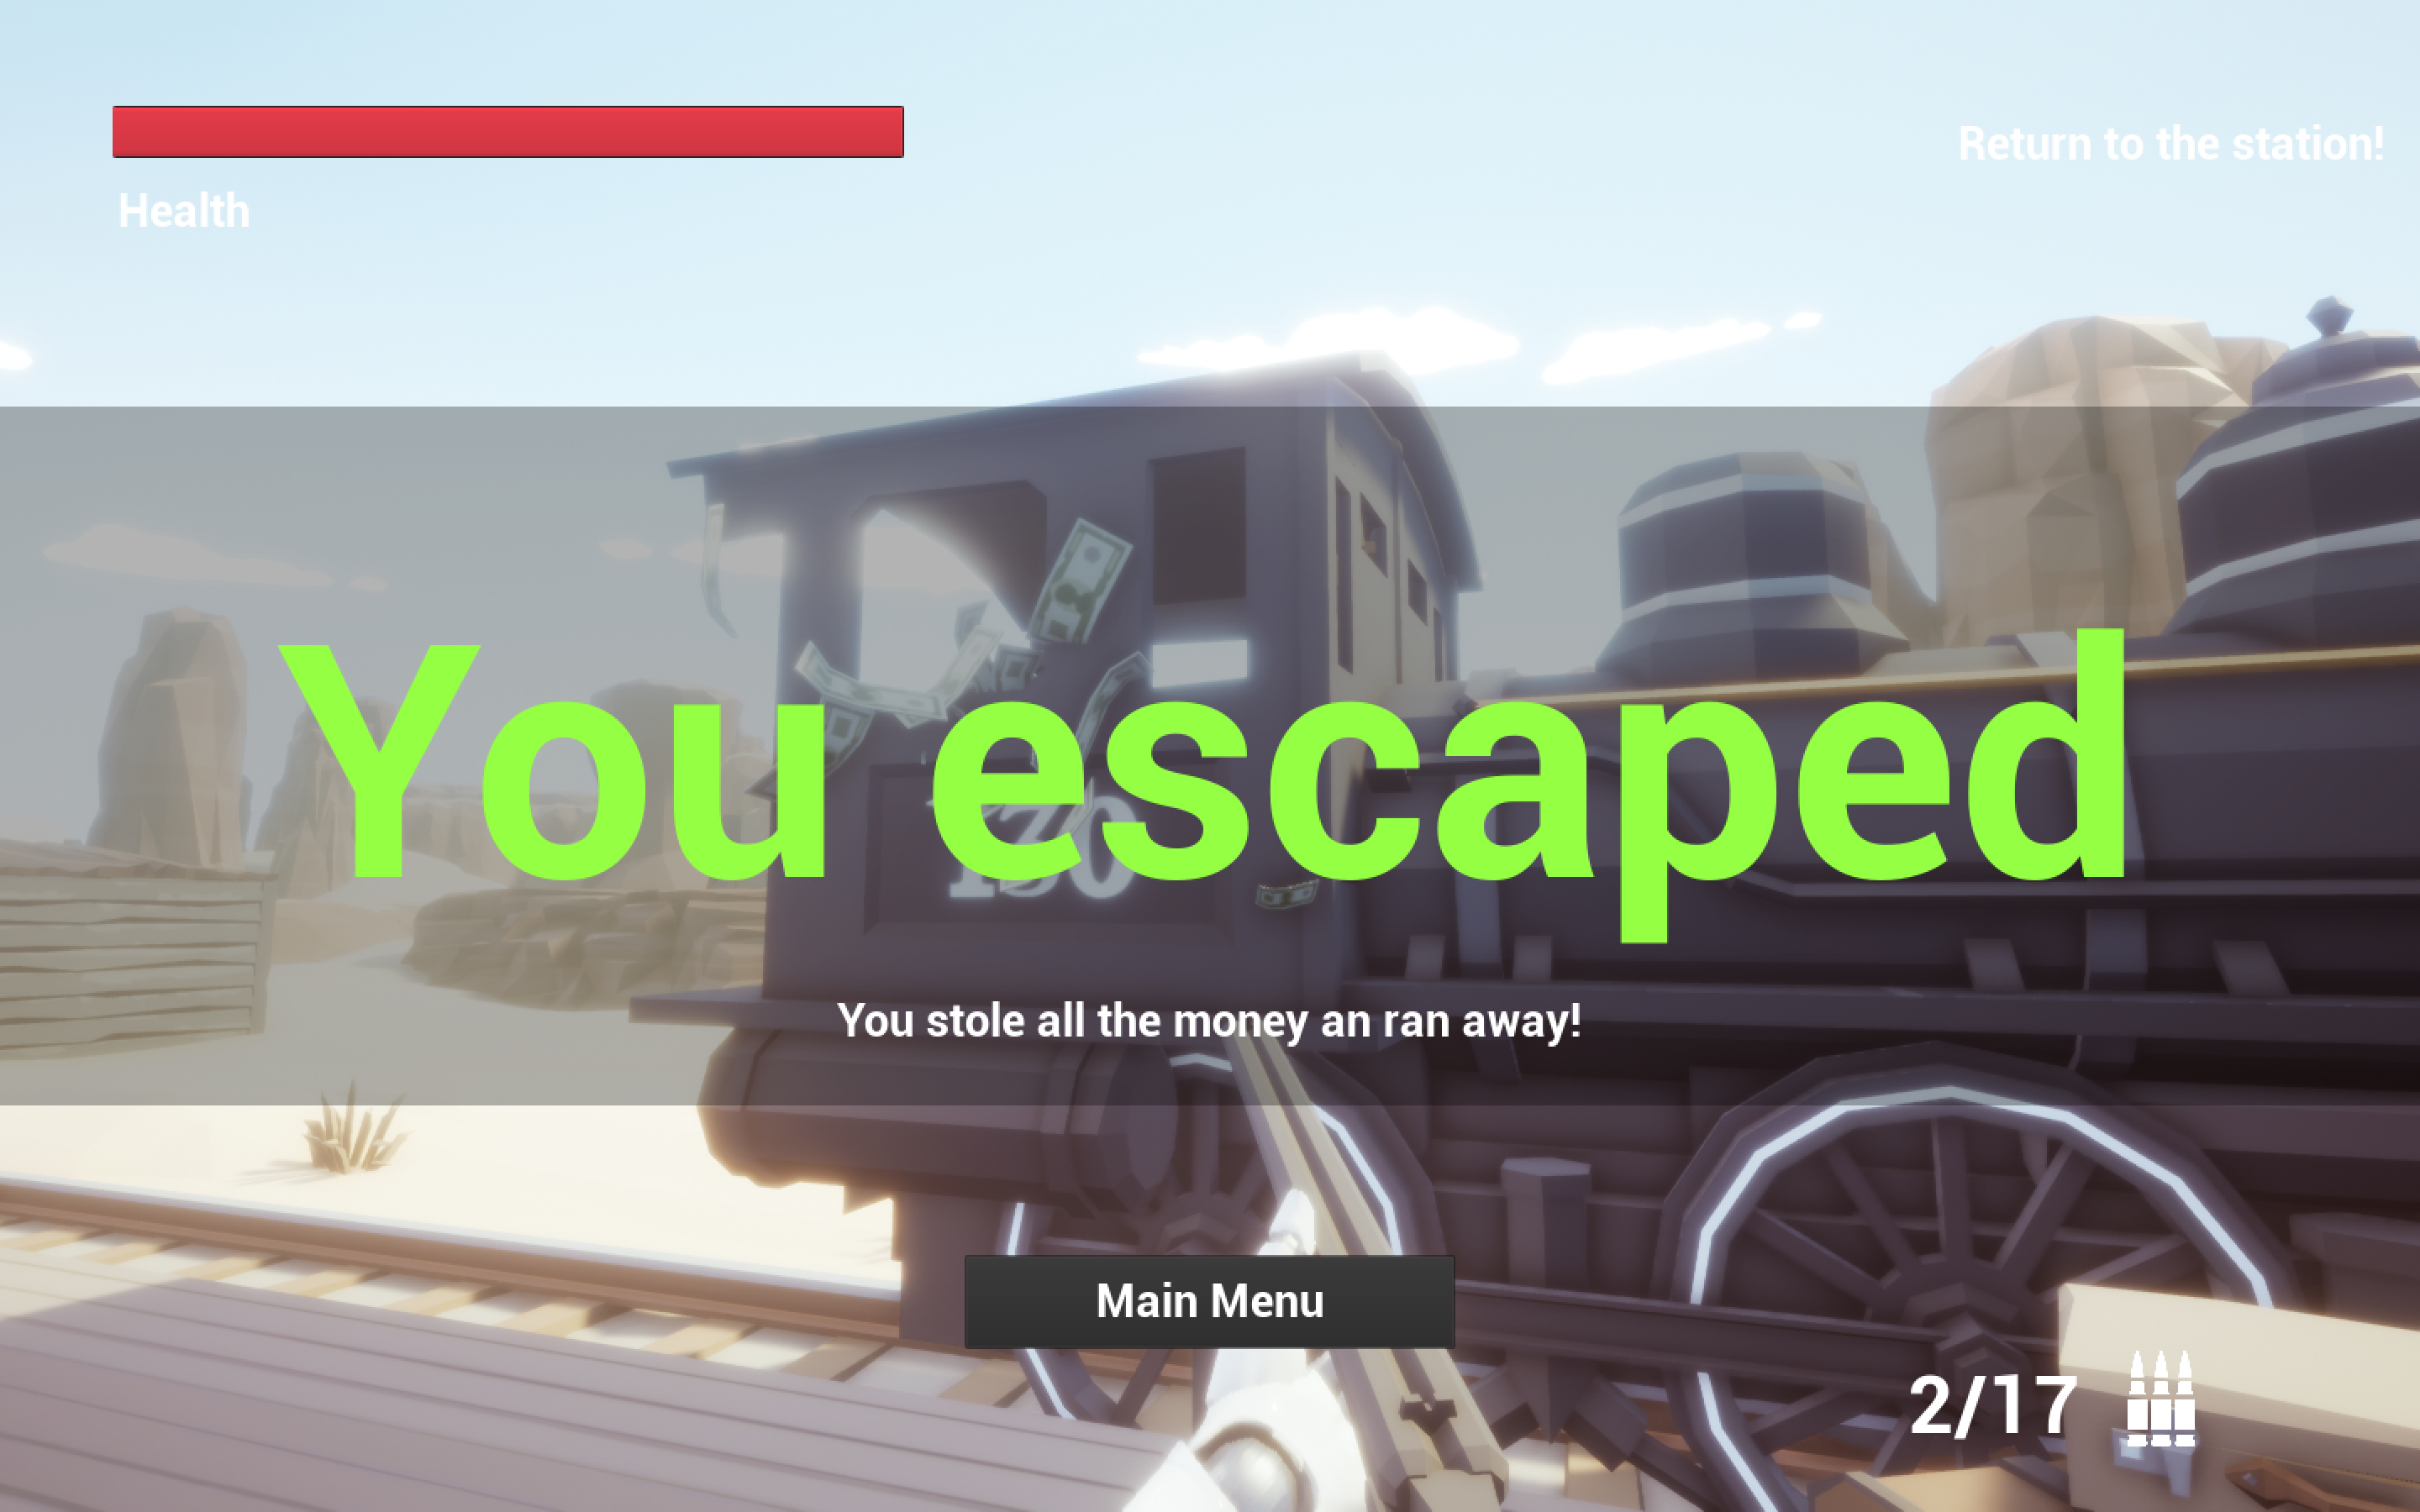 Return to the station!
Health
You escaped
130
You stole all the money an ran away!
Main Menu
2/17